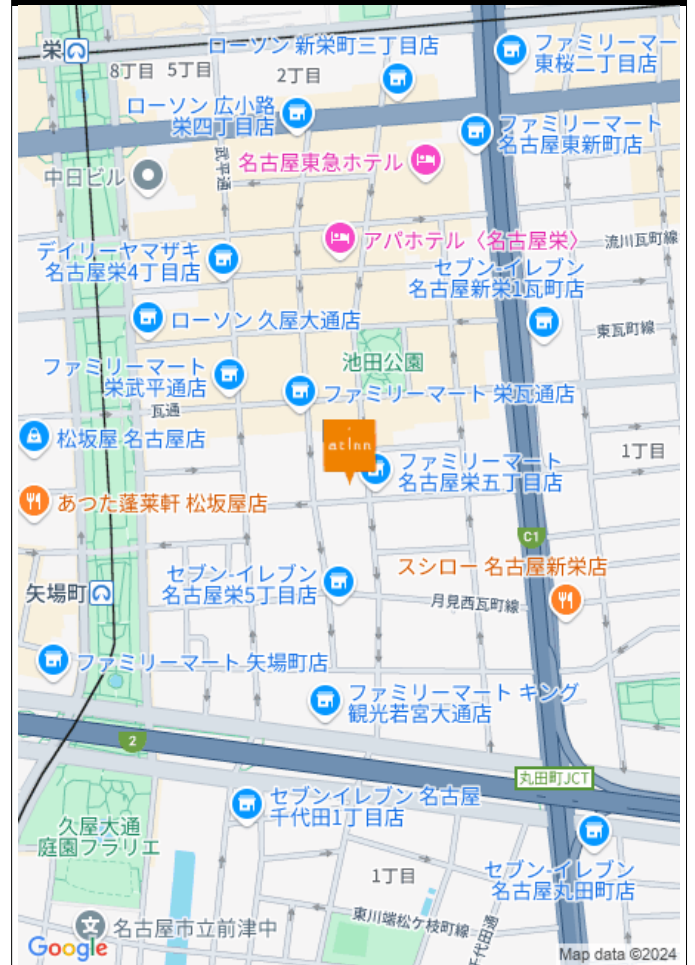 栄
8丁目
5丁目
2丁目
ローソン 新栄町三丁目店
ファミリーマー
東桜二丁目店
ローソン 広小路
栄四丁目店
ファミリーマート
名古屋東新町店
武平通
中日ビル
名古屋東急ホテル
アパホテル〈名古屋栄〉
流川瓦町線
デイリーヤマザキ
名古屋栄4丁目店
セブン-イレブン
名古屋新栄1瓦町店
ローソン 久屋大通店
東瓦町線
池田公園
ファミリーマート
栄武平通店
ファミリーマート 栄瓦通店
瓦通
松坂屋 名古屋店
atinn
1丁目
ファミリーマート
名古屋栄五丁目店
あつた蓬莱軒 松坂屋店
C1
スシロー 名古屋新栄店
セブン-イレブン
名古屋栄5丁目店
矢場町
月見西瓦町線
ファミリーマート 矢場町店
ファミリーマート キング
観光若宮大通店
2
丸田町JCT
セブンイレブン 名古屋
千代田1丁目店
久屋大通
庭園フラリエ
セブン-イレブン
名古屋丸田町店
1丁目
東川端松ケ枝町線
名古屋市立前津中
Google
Map data ©2024